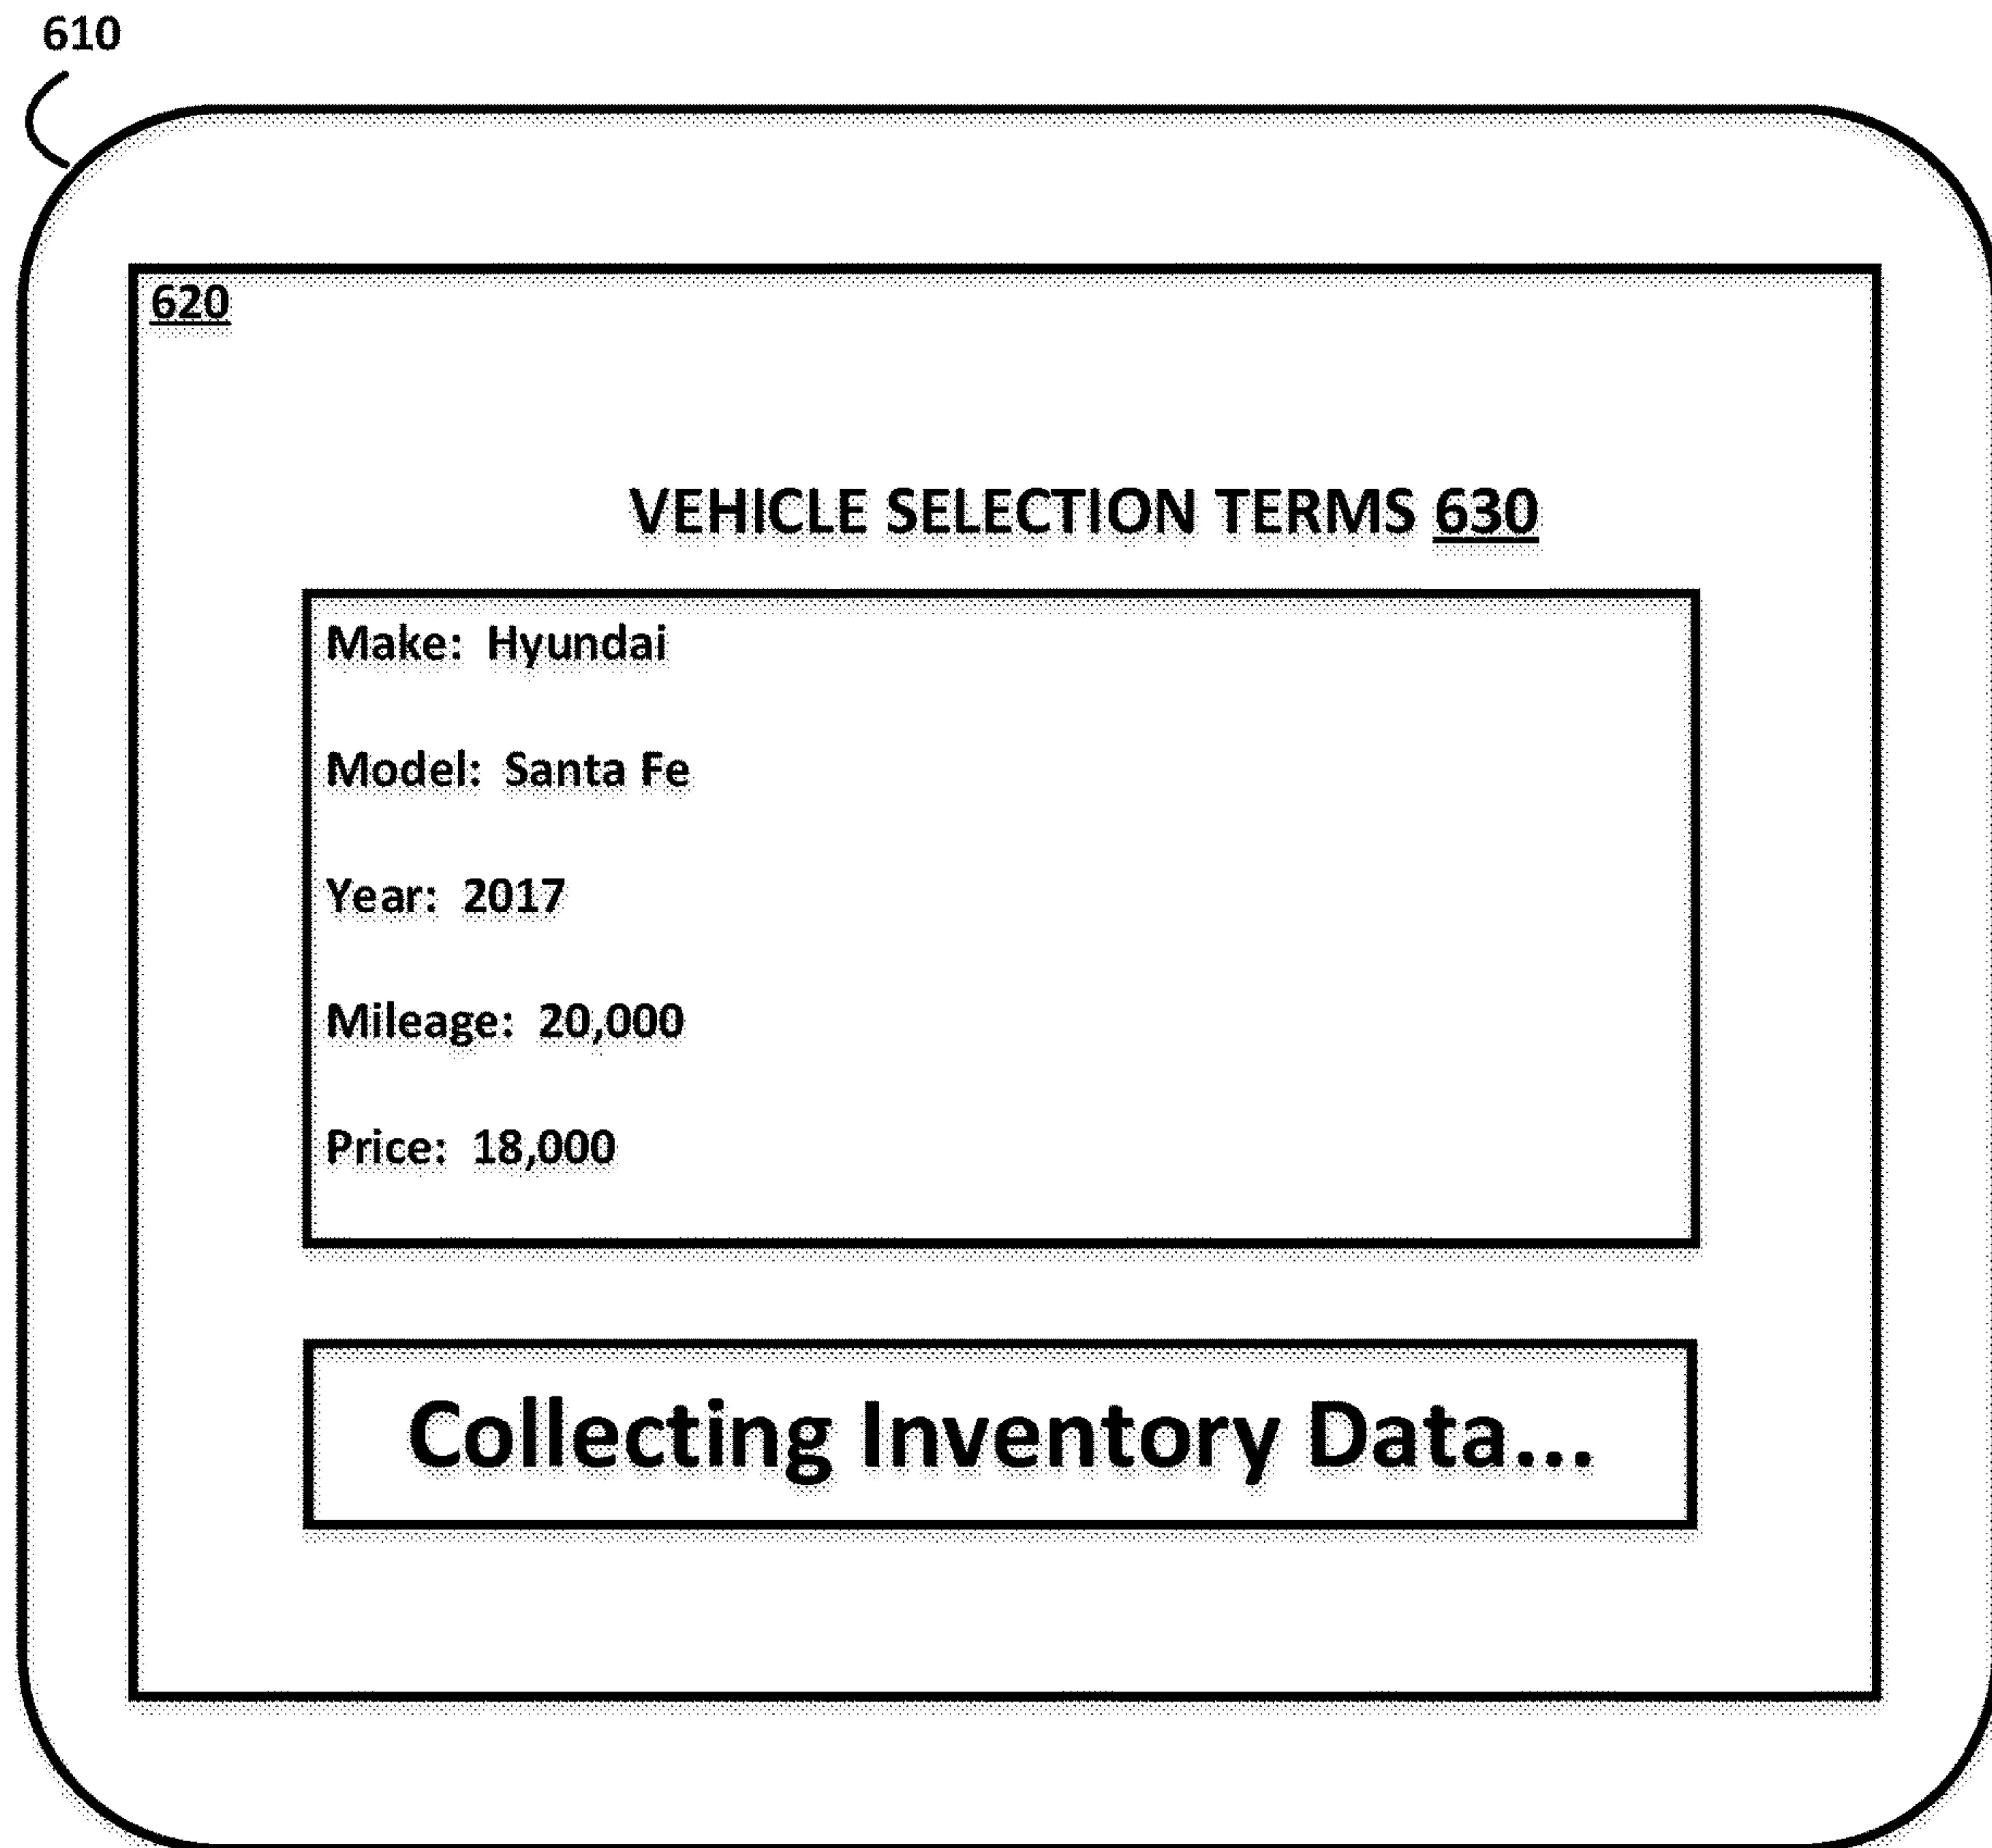 610
620
VEHICLE SELECTION TERMS 630
Make: Hyundai
Model: Santa Fe
Year: 2017
Mileage: 20,000
Price: 18,000
Collecting Inventory Data...